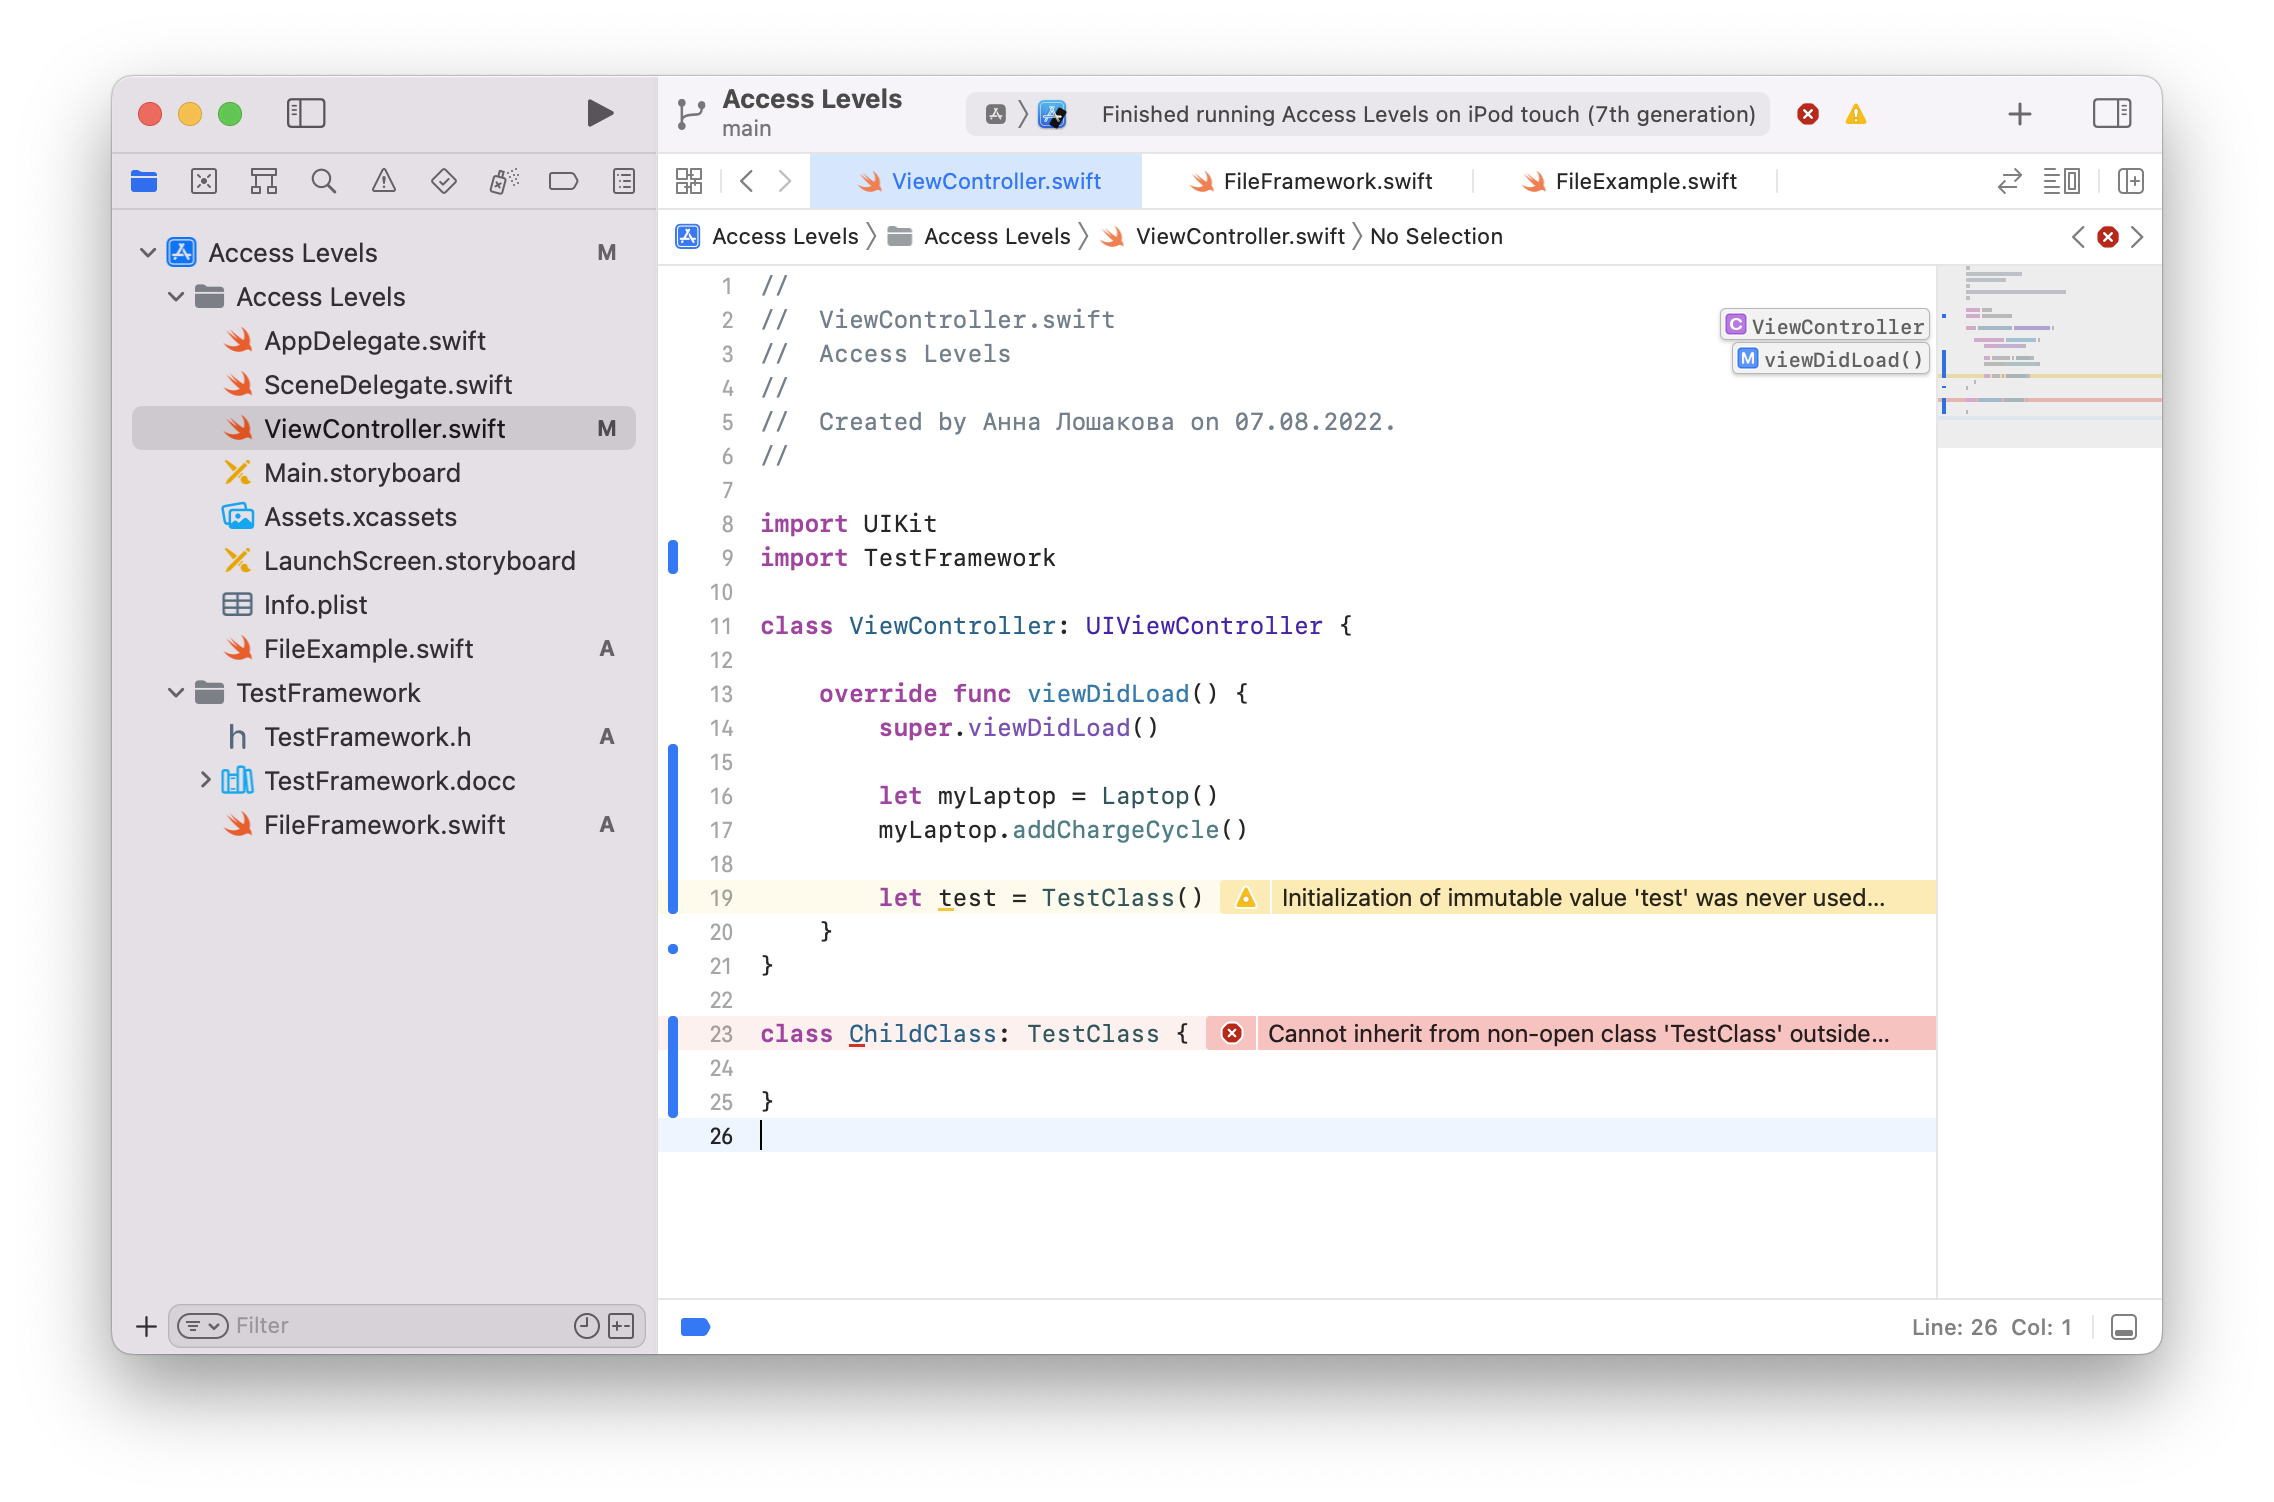 Access Levels
main
Finished running Access Levels on iPod touch (7th generation)
ViewController.swift
FileFramework.swift
FileExample.swift
Access Levels
Access Levels
ViewController.swift
No Selection
Access Levels M
Access Levels
AppDelegate.swift
SceneDelegate.swift
ViewController.swift M
Main.storyboard
Assets.xcassets
LaunchScreen.storyboard
Info.plist
FileExample.swift A
TestFramework
h TestFramework.h A
TestFramework.docc
FileFramework.swift A
Filter
1 //
2 //  ViewController.swift
3 //  Access Levels
4 //
5 //  Created by Анна Лошакова on 07.08.2022.
6 //
7
8 import UIKit
9 import TestFramework
10
11 class ViewController: UIViewController {
12
13     override func viewDidLoad() {
14         super.viewDidLoad()
15
16         let myLaptop = Laptop()
17         myLaptop.addChargeCycle()
18
19         let test = TestClass() Initialization of immutable value 'test' was never used...
20     }
21 }
22
23 class ChildClass: TestClass { Cannot inherit from non-open class 'TestClass' outside...
24
25 }
26
C ViewController
M viewDidLoad()
Line: 26 Col: 1